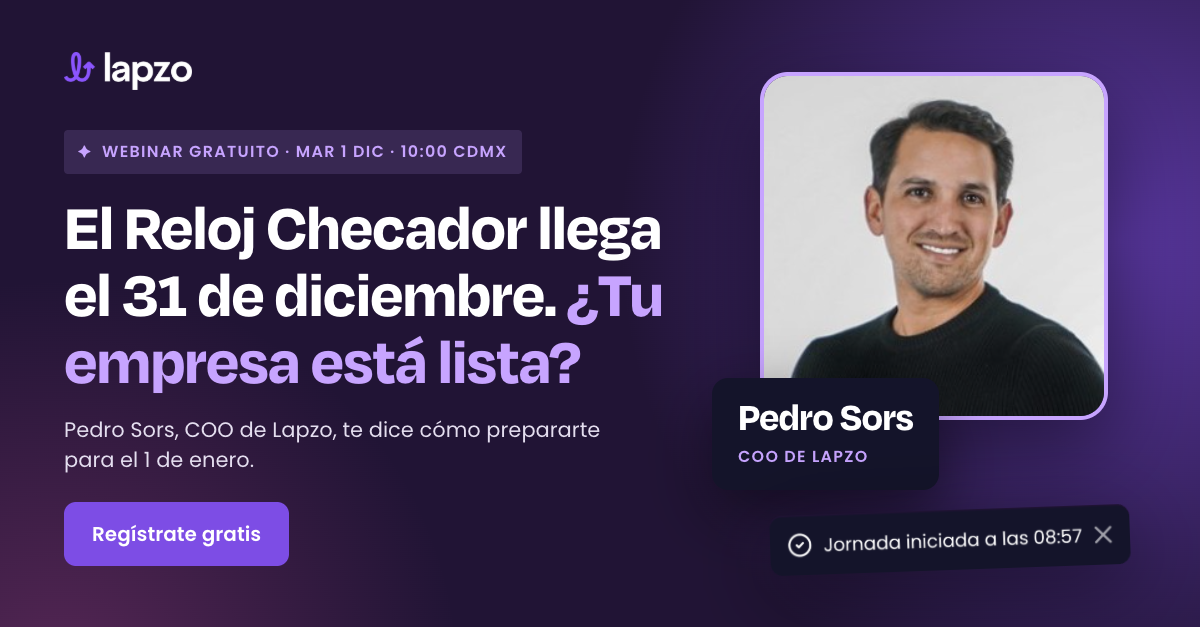 lapzo
WEBINAR GRATUITO · MAR 1 DIC · 10:00 CDMX
El Reloj Checador llega
el 31 de diciembre. ¿Tu
empresa está lista?
Pedro Sors, COO de Lapzo, te dice cómo prepararte
para el 1 de enero.
Regístrate gratis
Pedro Sors
COO DE LAPZO
Jornada iniciada a las 08:57